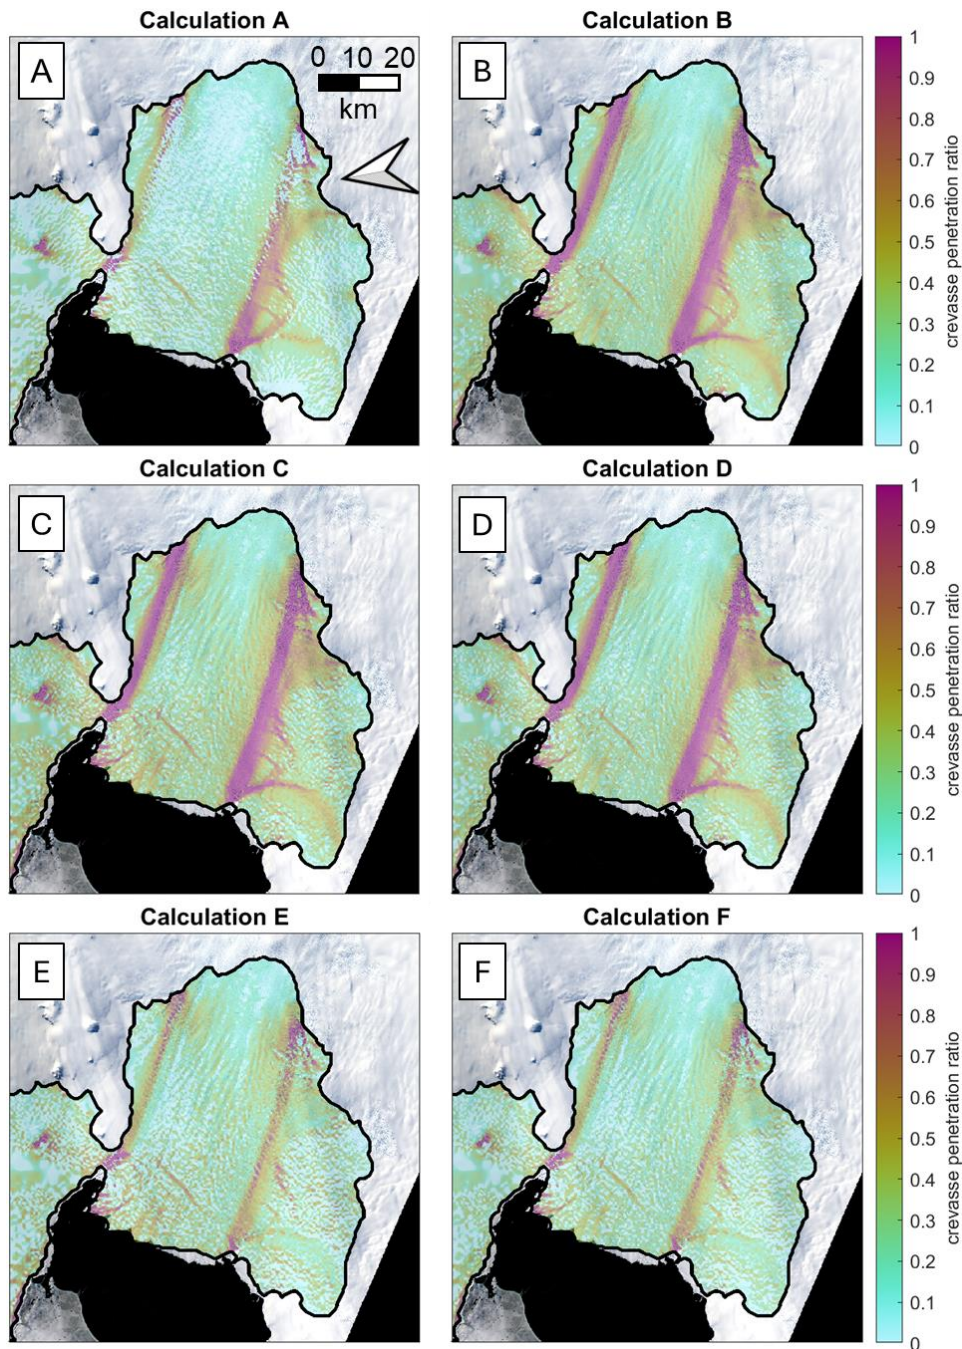 Calculation A
Calculation B
A
0 10 20
km
B
1
0.9
0.8
0.7
0.6
0.5
0.4
0.3
0.2
0.1
0
crevasse penetration ratio
Calculation C
Calculation D
C
D
1
0.9
0.8
0.7
0.6
0.5
0.4
0.3
0.2
0.1
0
crevasse penetration ratio
Calculation E
Calculation F
E
F
1
0.9
0.8
0.7
0.6
0.5
0.4
0.3
0.2
0.1
0
crevasse penetration ratio